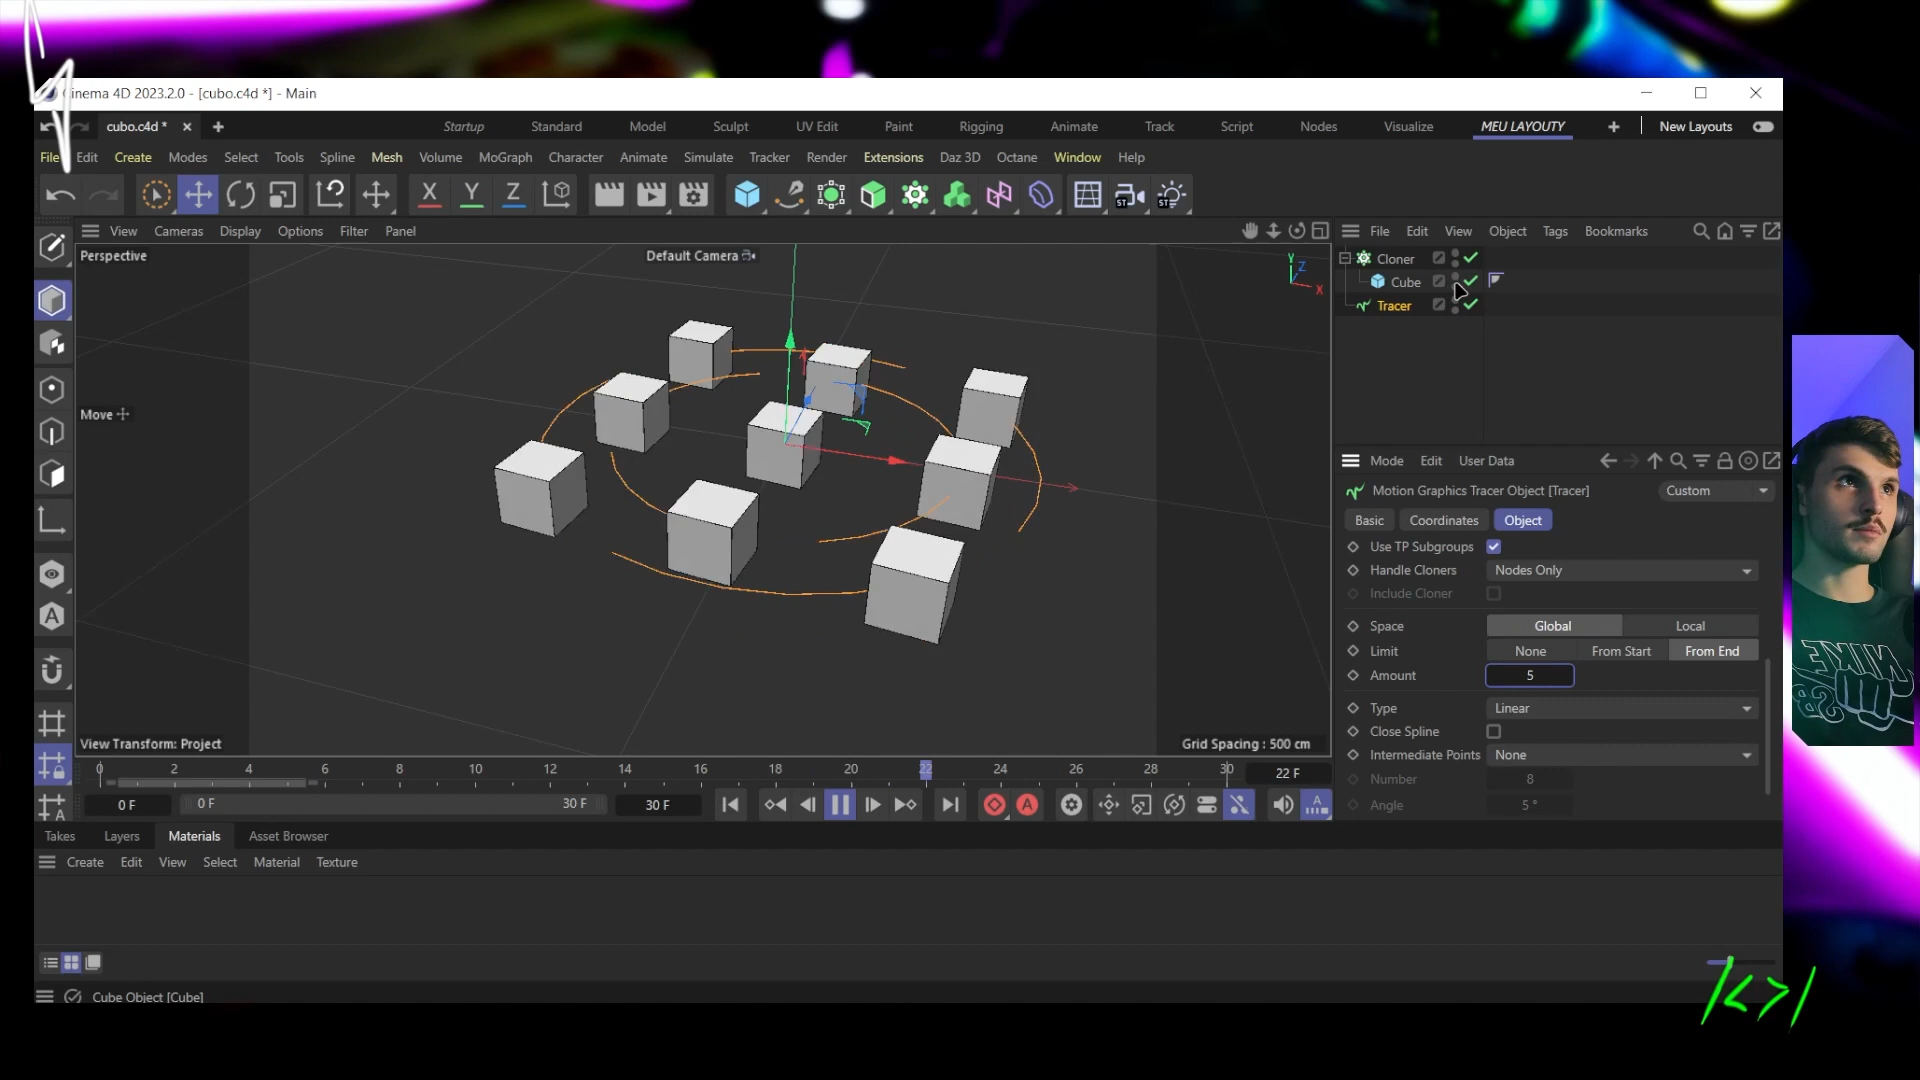 Cinema 4D 2023.2.0 - [cubo.c4d *] - Main
cubo.c4d *
Startup Standard Model Sculpt UV Edit Paint Rigging Animate Track Script Nodes Visualize MEU LAYOUTY New Layouts
File Edit Create Modes Select Tools Spline Mesh Volume MoGraph Character Animate Simulate Tracker Render Extensions Daz 3D Octane Window Help
X Y Z ST ST
View Cameras Display Options Filter Panel
File Edit View Object Tags Bookmarks
Perspective
Default Camera
Y
Z
X
Cloner
Cube
Tracer
Move
Mode Edit User Data
Motion Graphics Tracer Object [Tracer]
Custom
Basic Coordinates Object
Use TP Subgroups
Handle Cloners Nodes Only
Include Cloner
Space Global Local
Limit None From Start From End
Amount 5
Type Linear
Close Spline
Intermediate Points None
Number 8
Angle 5 °
View Transform: Project
Grid Spacing : 500 cm
0 2 4 6 8 10 12 14 16 18 20 22 24 26 28 30 22 F
0 F 0 F 30 F 30 F
Takes Layers Materials Asset Browser
Create Edit View Select Material Texture
Cube Object [Cube]
NIKE